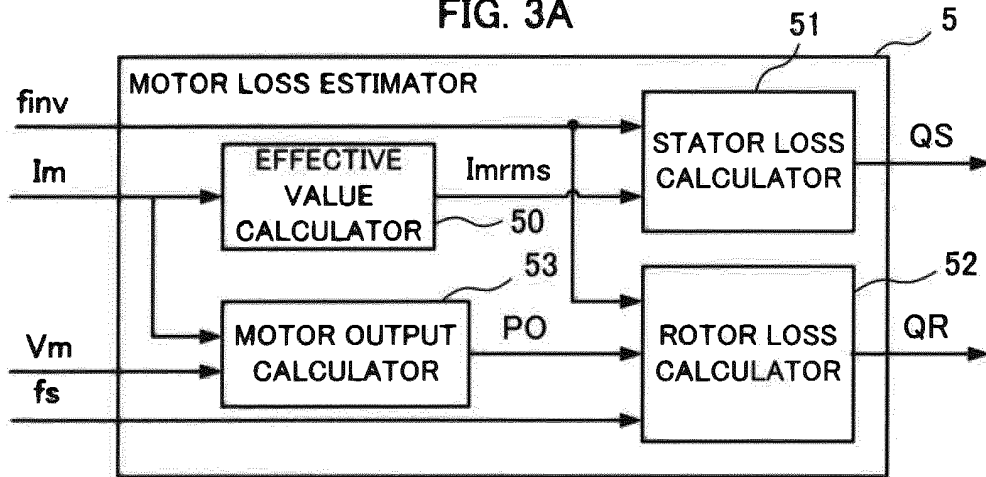 FIG. 3A
51
5
MOTOR LOSS ESTIMATOR
finv
STATOR LOSS
CALCULATOR
QS
Im
EFFECTIVE
VALUE
CALCULATOR
Imrms
50
53
52
Vm
MOTOR OUTPUT
CALCULATOR
PO
ROTOR LOSS
CALCULATOR
QR
fs